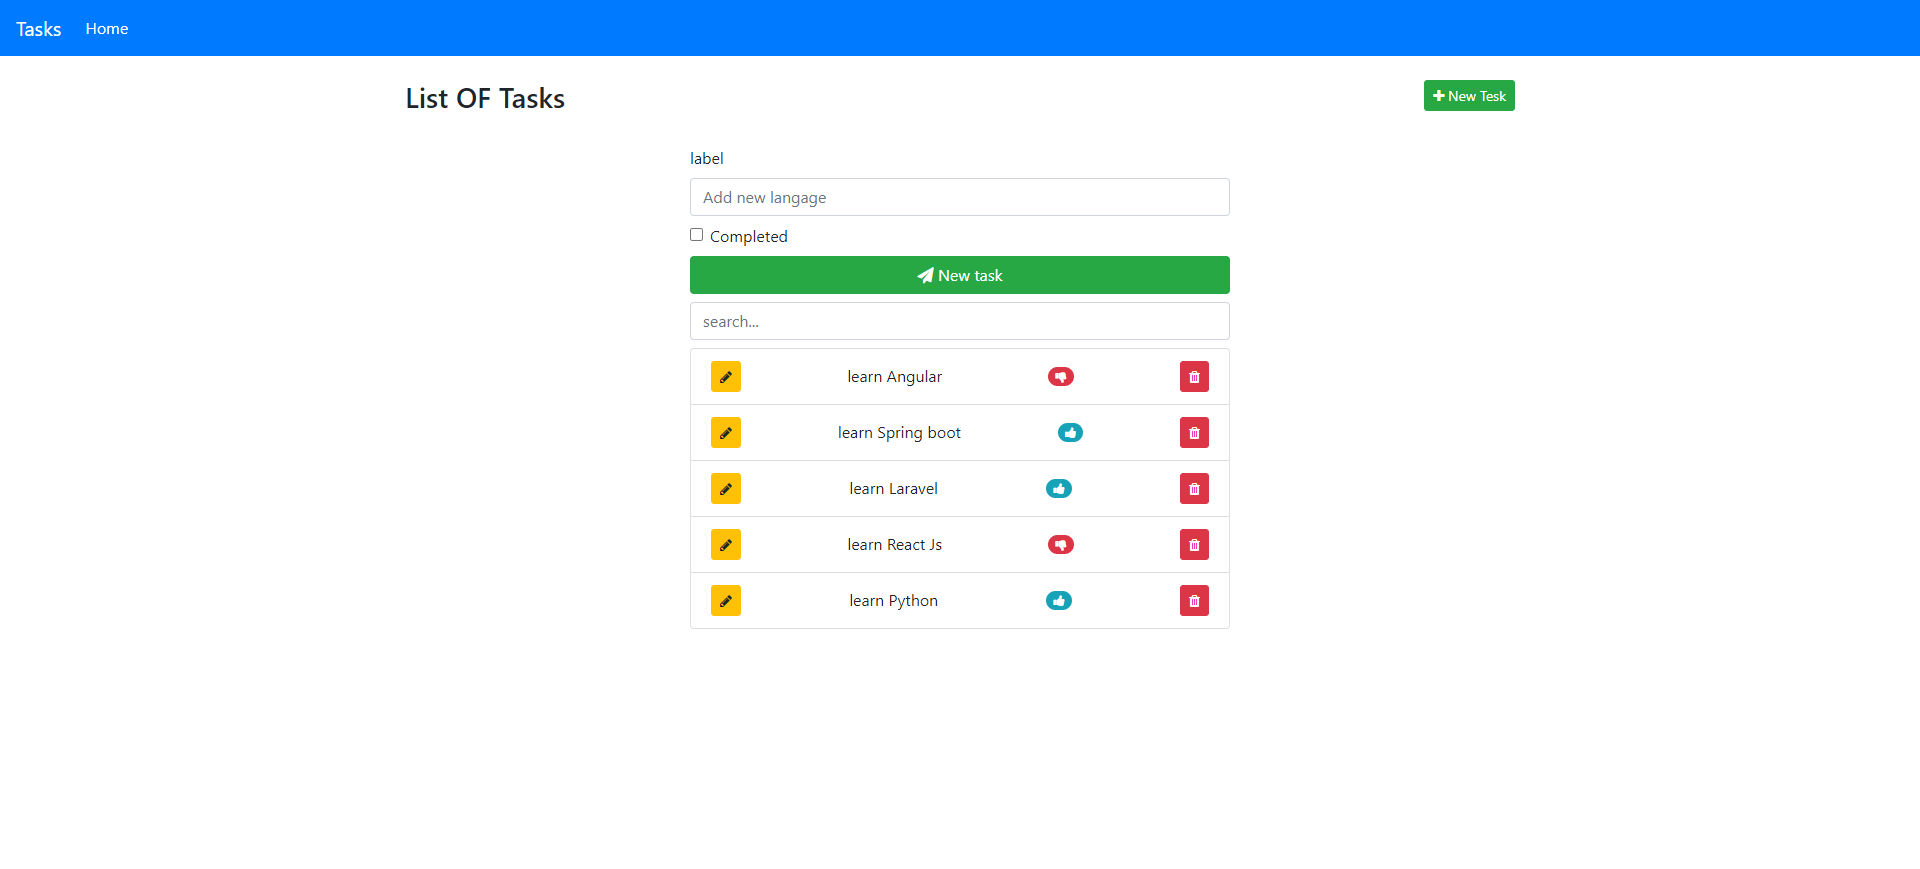 Tasks Home
List OF Tasks
New Tesk
label
Add new langage
Completed
New task
search...
learn Angular
learn Spring boot
learn Laravel
learn React Js
learn Python